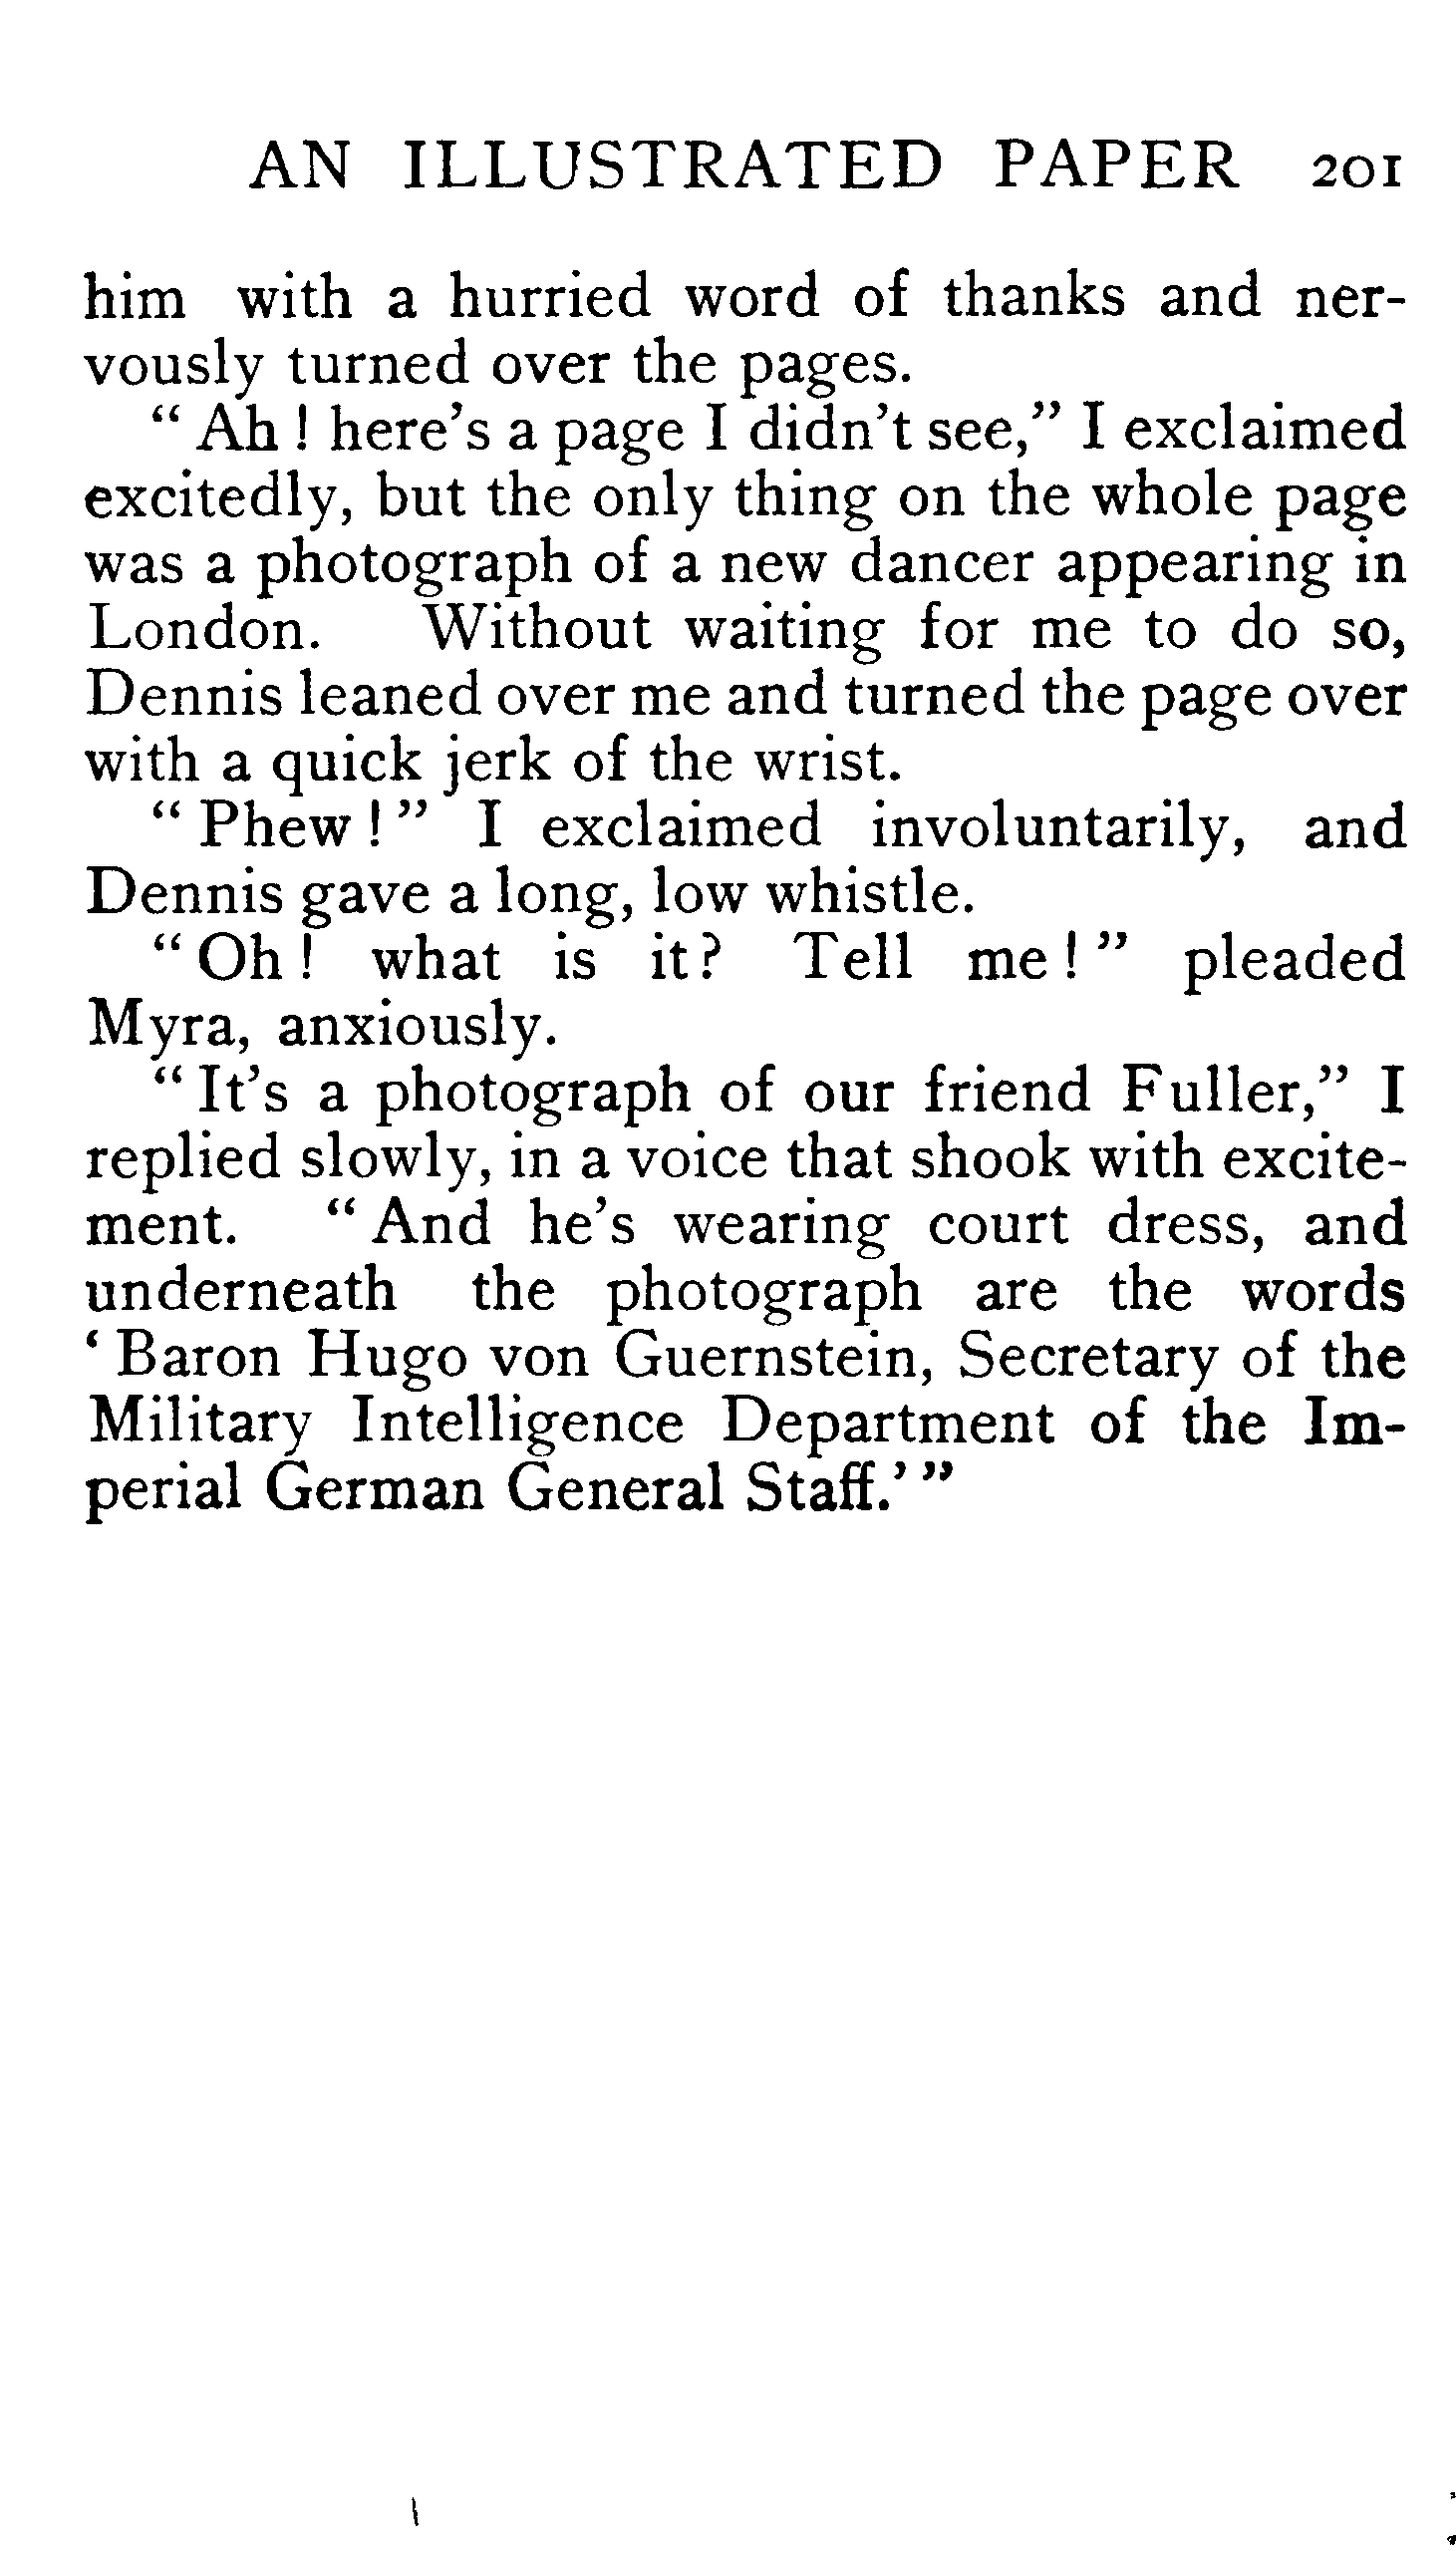 AN ILLUSTRATED PAPER 201
him with a hurried word of thanks and ner-
vously turned over the pages.
“ Ah ! here’s a page I didn’t see,” I exclaimed
excitedly, but the only thing on the whole page
was a photograph of a new dancer appearing in
London. Without waiting for me to do so,
Dennis leaned over me and turned the page over
with a quick jerk of the wrist.
“ Phew ! ” I exclaimed involuntarily, and
Dennis gave a long, low whistle.
“ Oh ! what is it ? Tell me ! ” pleaded
Myra, anxiously.
“ It’s a photograph of our friend Fuller,” I
replied slowly, in a voice that shook with excite-
ment. “ And he’s wearing court dress, and
underneath the photograph are the words
‘ Baron Hugo von Guernstein, Secretary of the
Military Intelligence Department of the Im-
perial German General Staff.’ ”